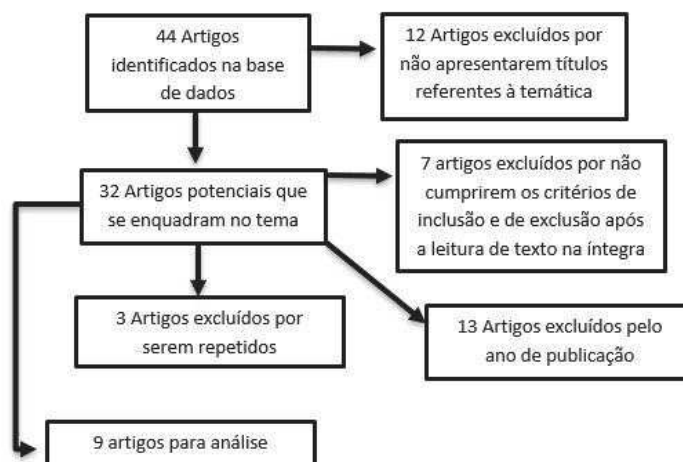 44 Artigos
identificados na base
de dados
12 Artigos excluídos por
não apresentarem títulos
referentes à temática
32 Artigos potenciais que
se enquadram no tema
7 artigos excluídos por não
cumprirem os critérios de
inclusão e de exclusão após
a leitura de texto na íntegra
3 Artigos excluídos por
serem repetidos
13 Artigos excluídos pelo
ano de publicação
9 artigos para análise